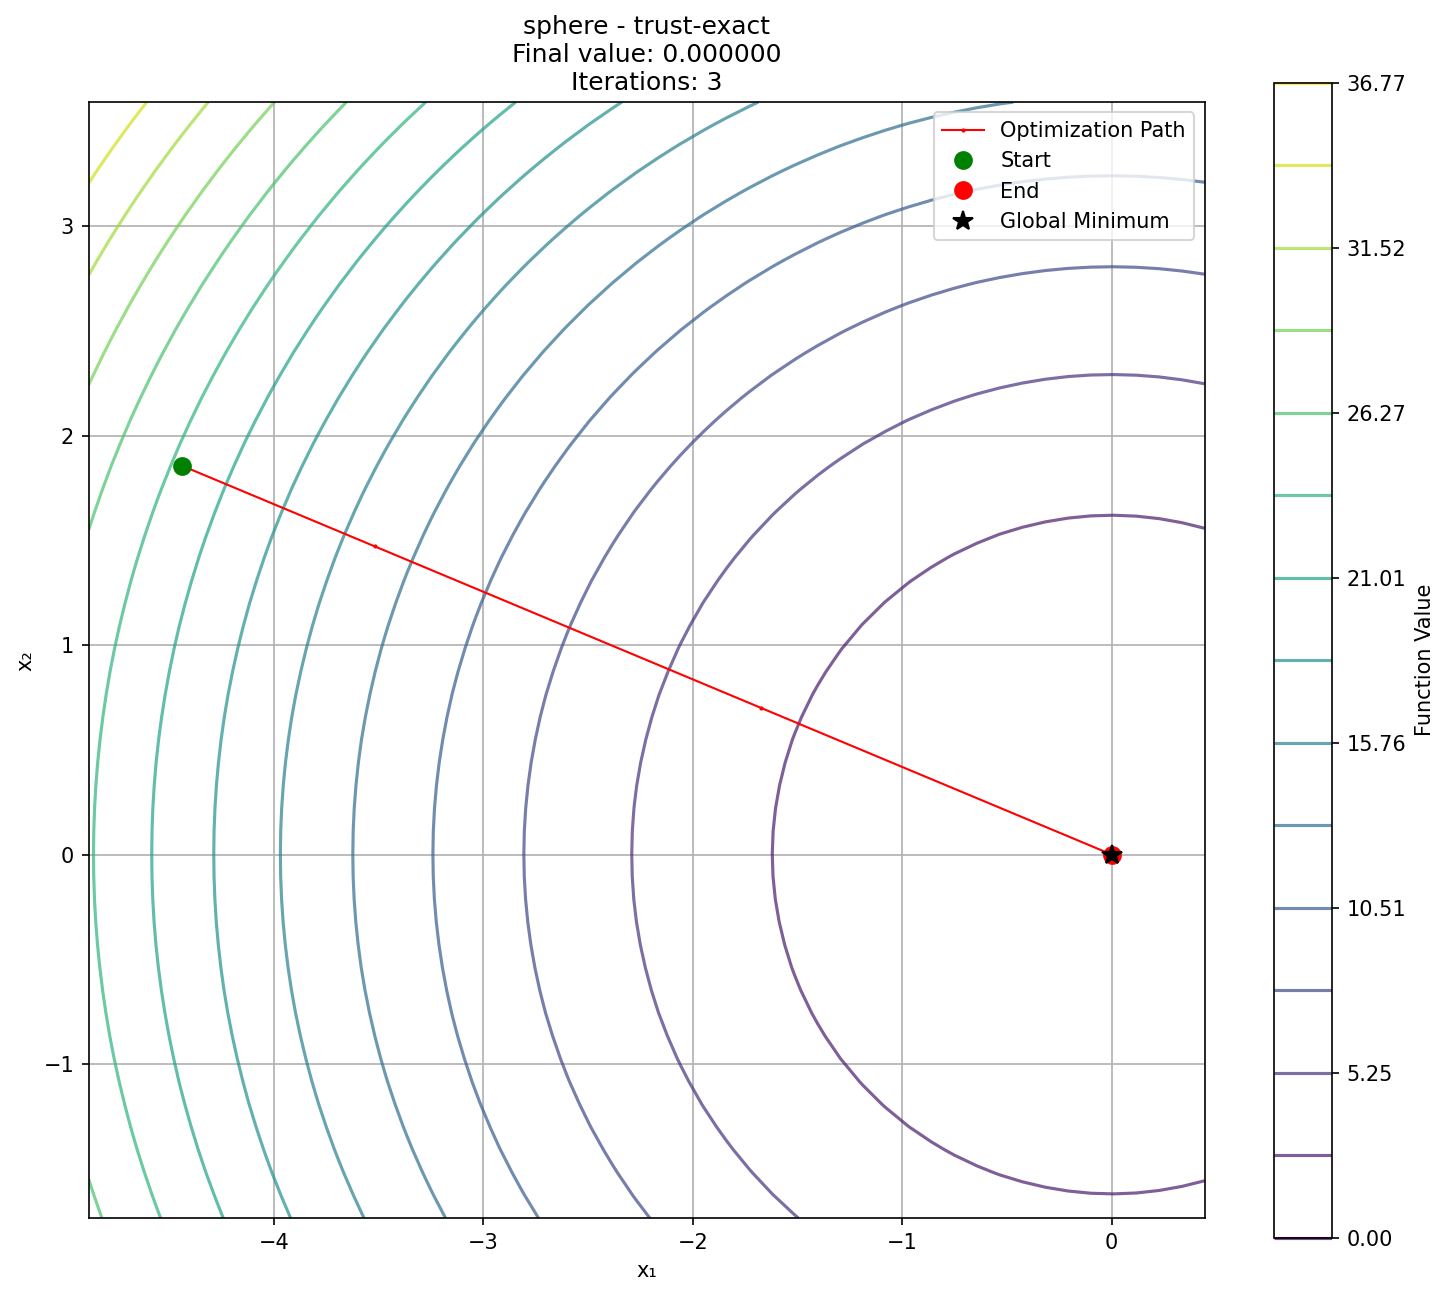 sphere - trust-exact
Final value: 0.000000
Iterations: 3
Optimization Path
Start
End
Global Minimum
3
2
1
0
−1
x₂
−4
−3
−2
−1
0
x₁
36.77
31.52
26.27
21.01
15.76
10.51
5.25
0.00
Function Value